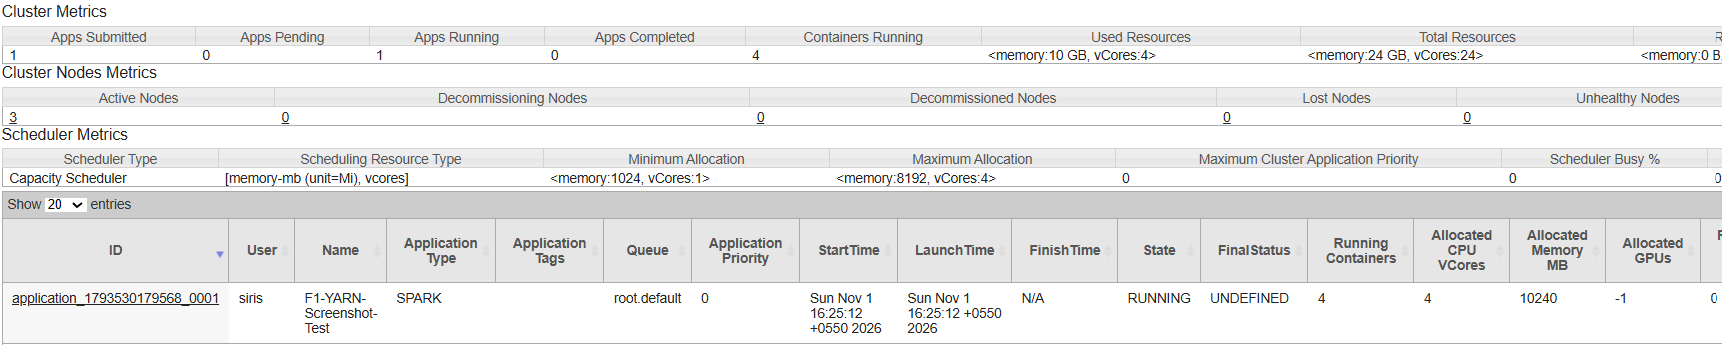 Cluster Metrics
Apps Submitted Apps Pending Apps Running Apps Completed Containers Running Used Resources Total Resources R
1 0 1 0 4 <memory:10 GB, vCores:4> <memory:24 GB, vCores:24> <memory:0 B,
Cluster Nodes Metrics
Active Nodes Decommissioning Nodes Decommissioned Nodes Lost Nodes Unhealthy Nodes
3 0 0 0 0
Scheduler Metrics
Scheduler Type Scheduling Resource Type Minimum Allocation Maximum Allocation Maximum Cluster Application Priority Scheduler Busy %
Capacity Scheduler [memory-mb (unit=Mi), vcores] <memory:1024, vCores:1> <memory:8192, vCores:4> 0 0 0
Show 20 entries
ID User Name Application Type Application Tags Queue Application Priority StartTime LaunchTime FinishTime State FinalStatus Running Containers Allocated CPU VCores Allocated Memory MB Allocated GPUs
application_1793530179568_0001 siris F1-YARN- SPARK root.default 0 Sun Nov 1 Sun Nov 1 N/A RUNNING UNDEFINED 4 4 10240 -1 0
Screenshot- 16:25:12 16:25:12 +0550
Test +0550 2026 2026